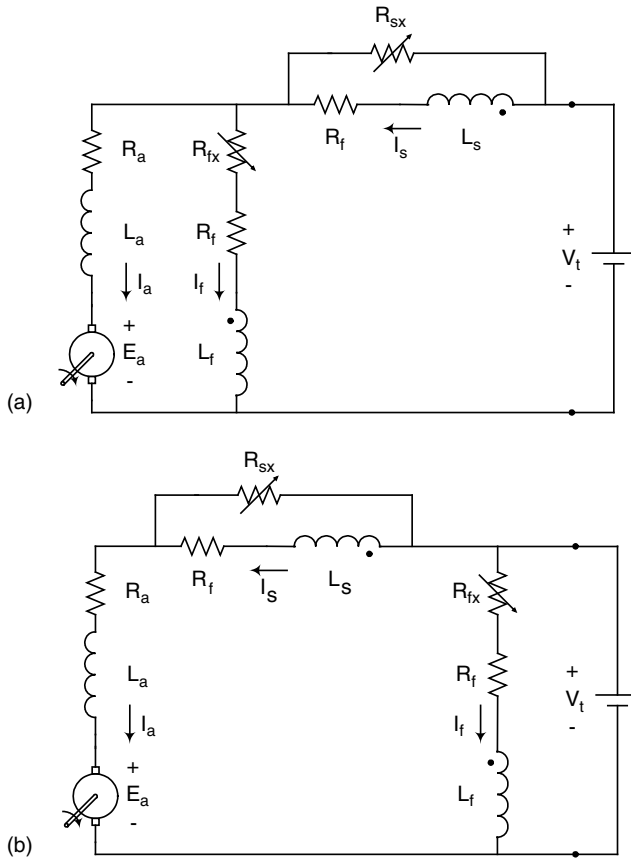 R_sx
R_f I_s L_s
R_a R_fx
L_a R_f + V_t -
I_a I_f
+ E_a - L_f
(a)
R_sx
R_f I_S L_S
R_a R_fx
L_a R_f + V_t -
I_a I_f
+ E_a - L_f
(b)